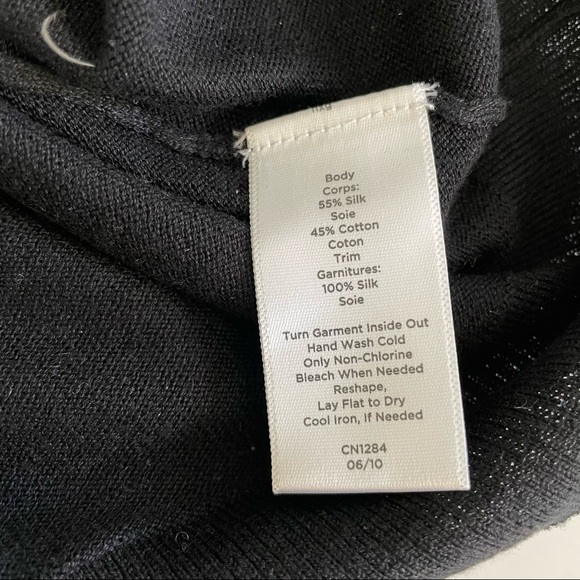 Body
Corps:
55% Silk
Soie
45% Cotton
Coton
Trim
Garnitures:
100% Silk
Soie
Turn Garment Inside Out
Hand Wash Cold
Only Non-Chlorine
Bleach When Needed
Reshape,
Lay Flat to Dry
Cool Iron, If Needed
CN1284
06/10